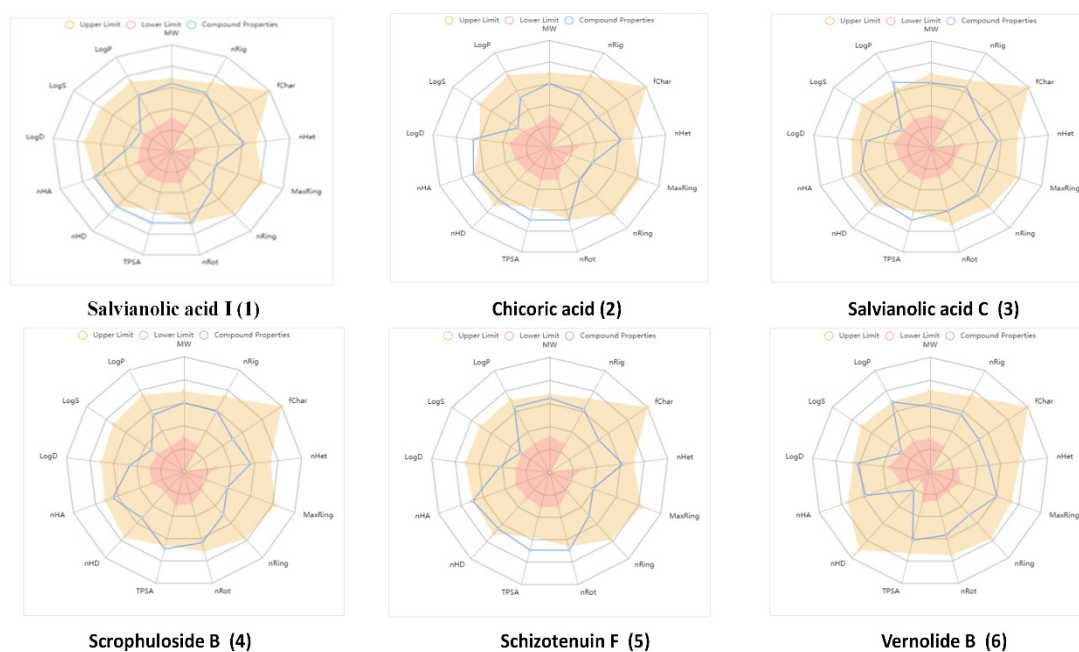 Upper Limit Lower Limit Compound Properties
MW
LogP nRig
LogS fChar
LogD nHet
nHA MaxRing
nHD nRing
TPSA nRot
Salvianolic acid I (1)
Upper Limit Lower Limit Compound Properties
MW
LogP nRig
LogS fChar
LogD nHet
nHA MaxRing
nHD nRing
TPSA nRot
Chicoric acid (2)
Upper Limit Lower Limit Compound Properties
MW
LogP nRig
LogS fChar
LogD nHet
nHA MaxRing
nHD nRing
TPSA nRot
Salvianolic acid C (3)
Upper Limit Lower Limit Compound Properties
MW
LogP nRig
LogS fChar
LogD nHet
nHA MaxRing
nHD nRing
TPSA nRot
Scrophuloside B (4)
Upper Limit Lower Limit Compound Properties
MW
LogP nRig
LogS fChar
LogD nHet
nHA MaxRing
nHD nRing
TPSA nRot
Schizotenuin F (5)
Upper Limit Lower Limit Compound Properties
MW
LogP nRig
LogS fChar
LogD nHet
nHA MaxRing
nHD nRing
TPSA nRot
Vernolide B (6)